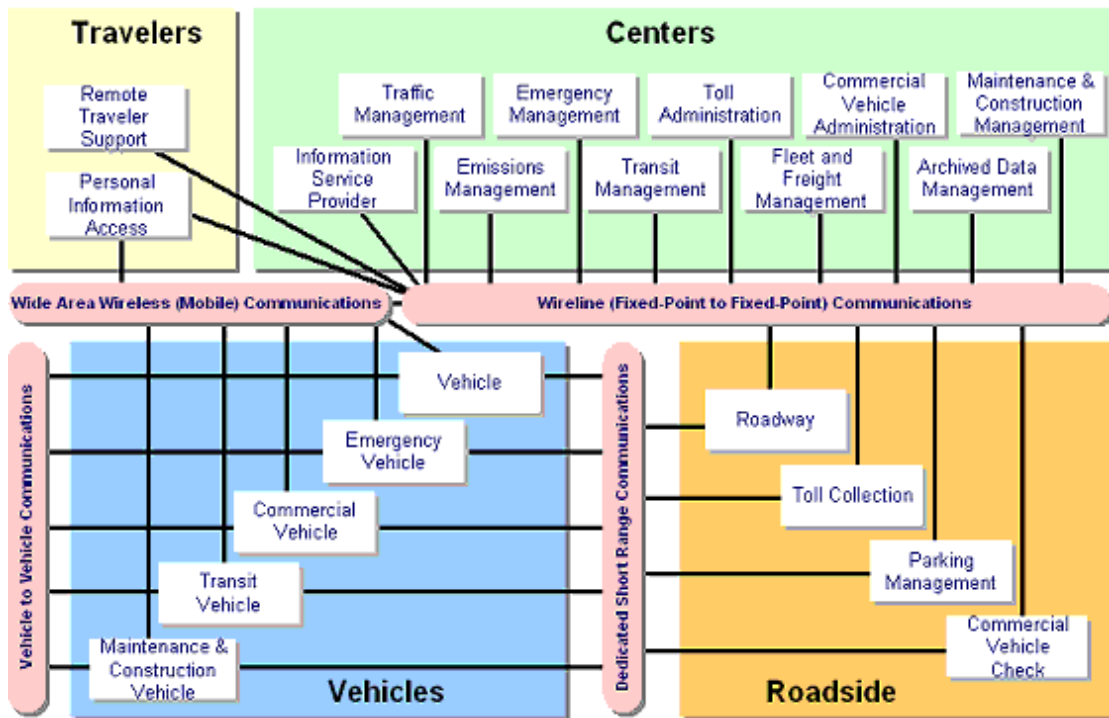 Travelers
Remote
Traveler
Support
Personal
Information
Access
Centers
Traffic
Management
Emergency
Management
Toll
Administration
Commercial
Vehicle
Administration
Maintenance &
Construction
Management
Information
Service
Provider
Emissions
Management
Transit
Management
Fleet and
Freight
Management
Archived Data
Management
Wide Area Wireless (Mobile) Communications
Wireline (Fixed-Point to Fixed-Point) Communications
Vehicle to Vehicle Communications
Vehicle
Emergency
Vehicle
Commercial
Vehicle
Transit
Vehicle
Maintenance &
Construction
Vehicle
Vehicles
Dedicated Short Range Communications
Roadway
Toll Collection
Parking
Management
Commercial
Vehicle
Check
Roadside